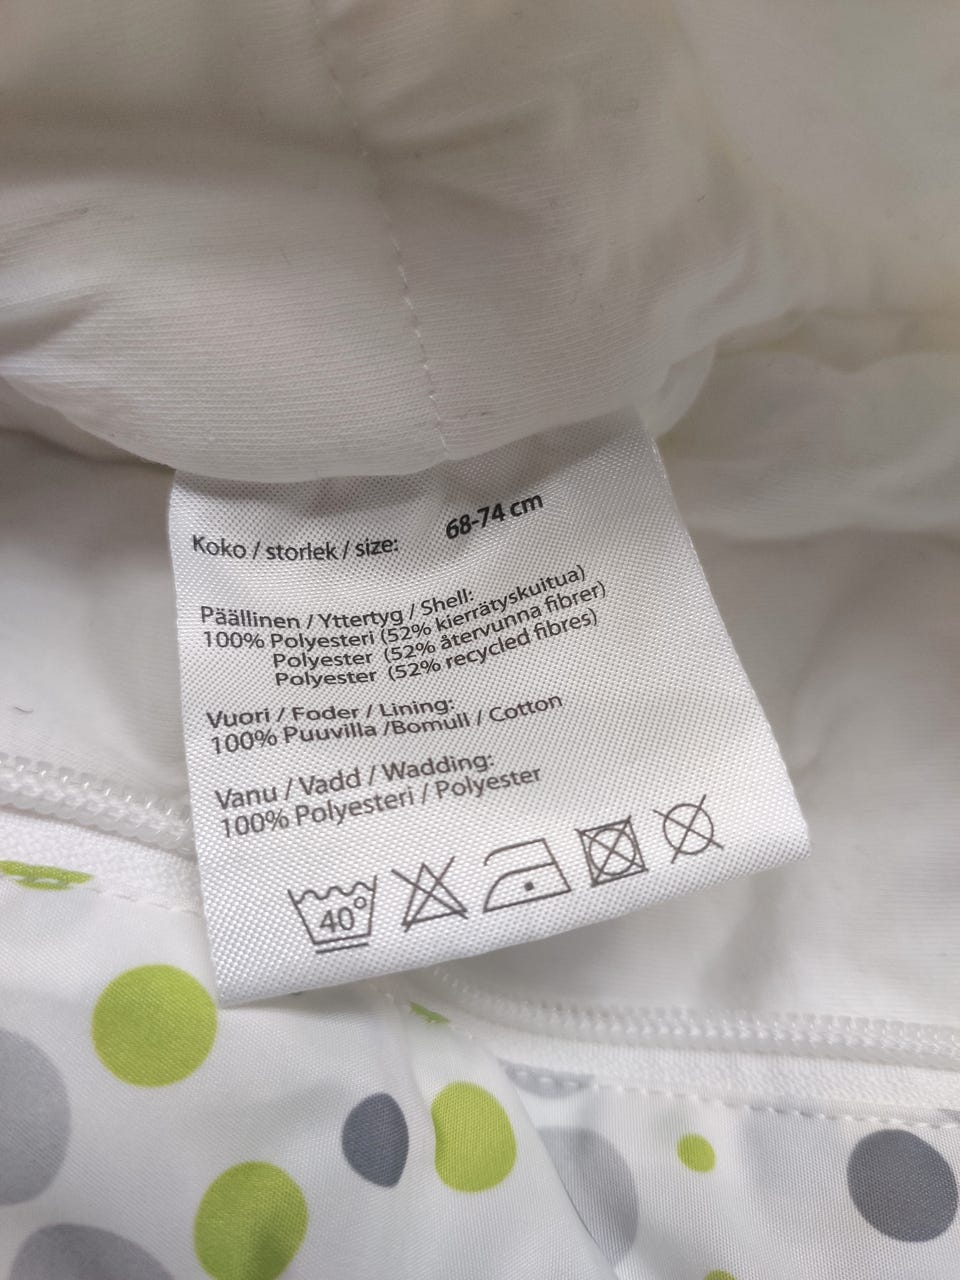 Koko / storlek / size: 68-74 cm
Päällinen / Yttertyg / Shell:
100% Polyesteri (52% kierrätyskuitua)
Polyester (52% återvunna fibrer)
Polyester (52% recycled fibres)
Vuori / Foder / Lining:
100% Puuvilla /Bomull / Cotton
Vanu / Vadd / Wadding:
100% Polyesteri / Polyester
40°